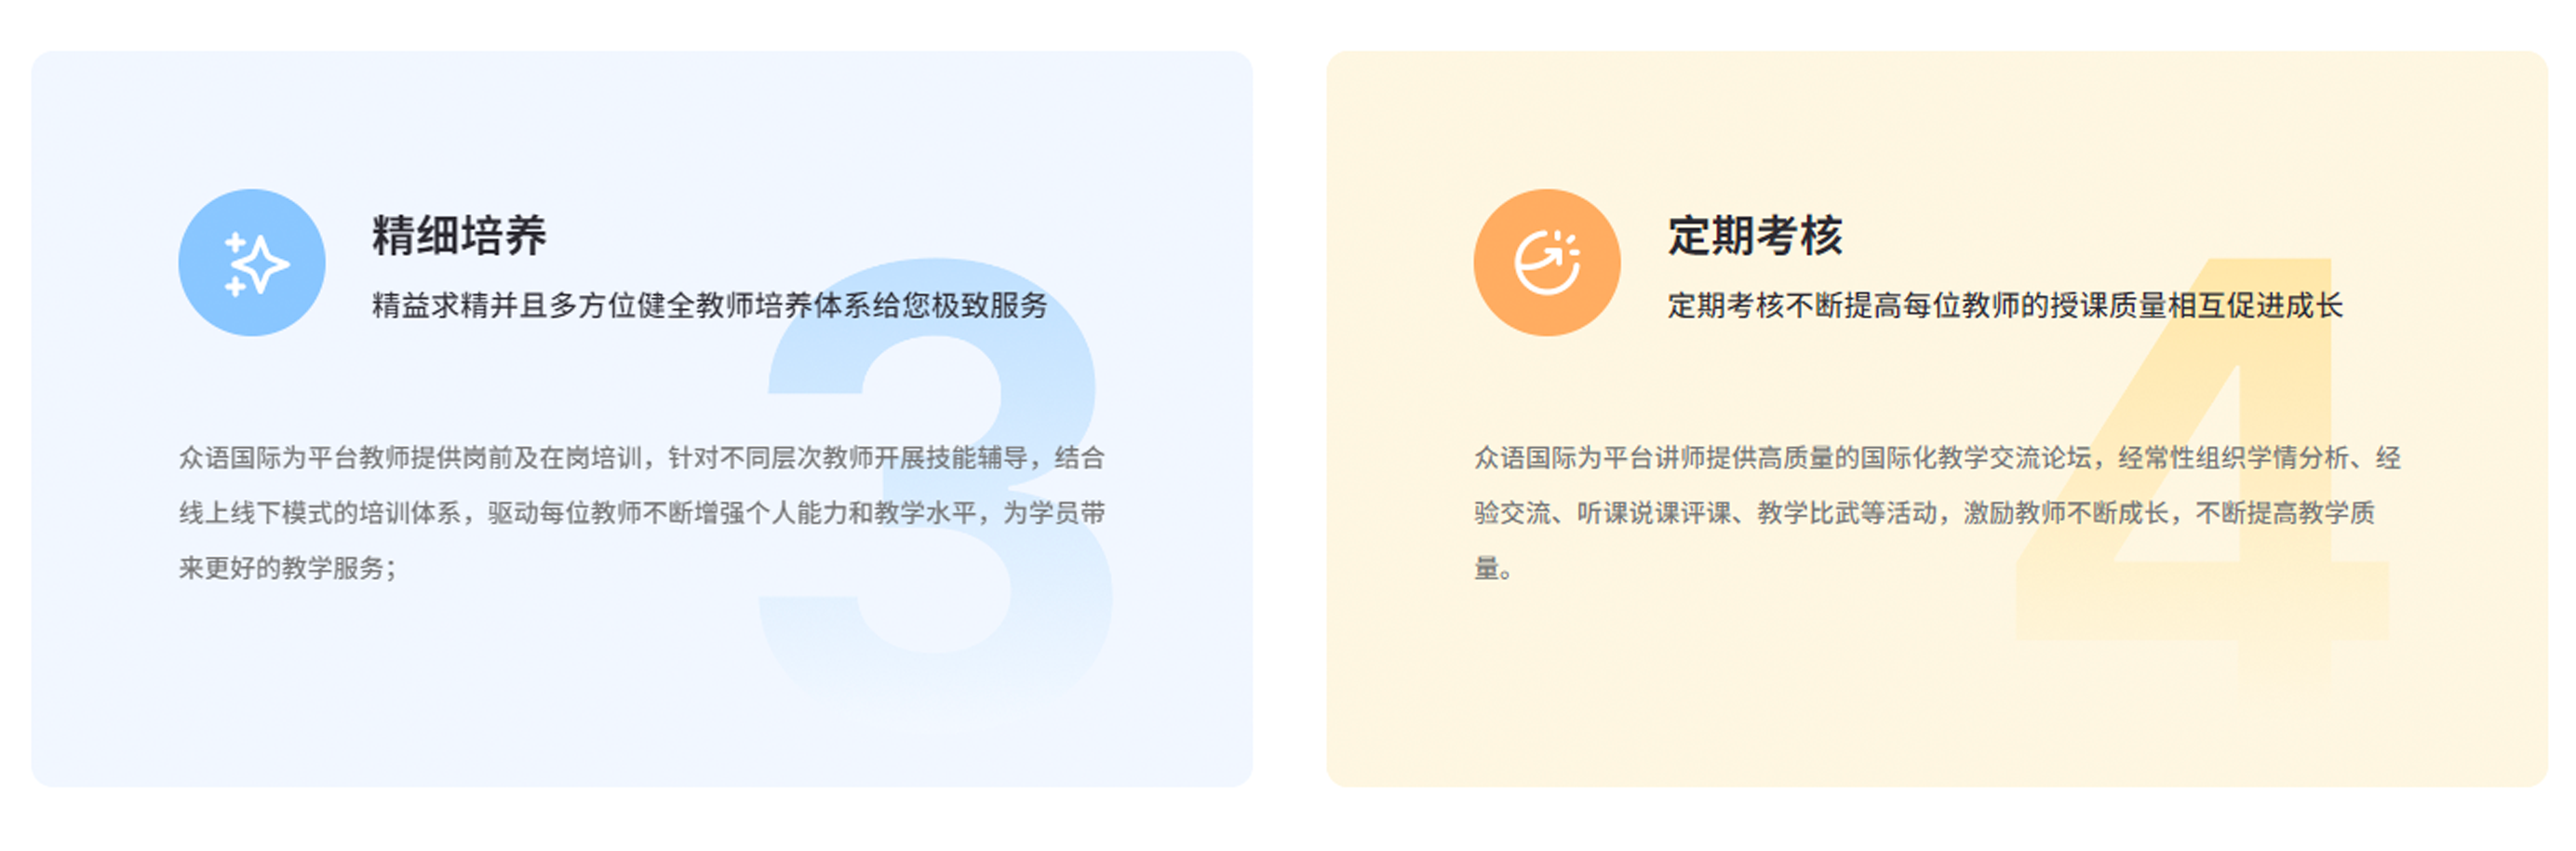 精细培养
精益求精并且多方位健全教师培养体系给您极致服务
3
众语国际为平台教师提供岗前及在岗培训，针对不同层次教师开展技能辅导，结合
线上线下模式的培训体系，驱动每位教师不断增强个人能力和教学水平，为学员带
来更好的教学服务；
定期考核
定期考核不断提高每位教师的授课质量相互促进成长
4
众语国际为平台讲师提供高质量的国际化教学交流论坛，经常性组织学情分析、经
验交流、听课说课评课、教学比武等活动，激励教师不断成长，不断提高教学质
量。